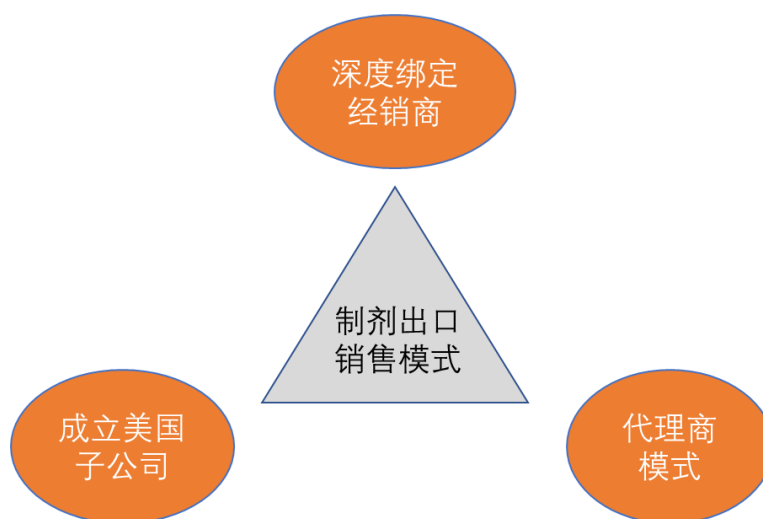 深度绑定
经销商
制剂出口
销售模式
成立美国
子公司
代理商
模式